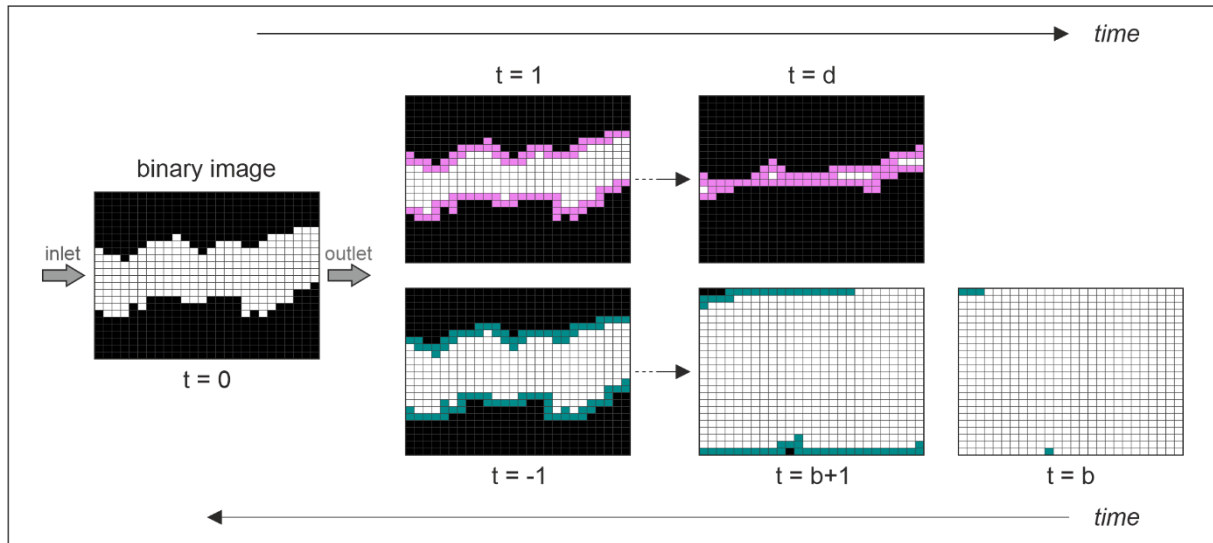 time
t = 1
t = d
binary image
inlet
outlet
t = 0
t = -1
t = b+1
t = b
time